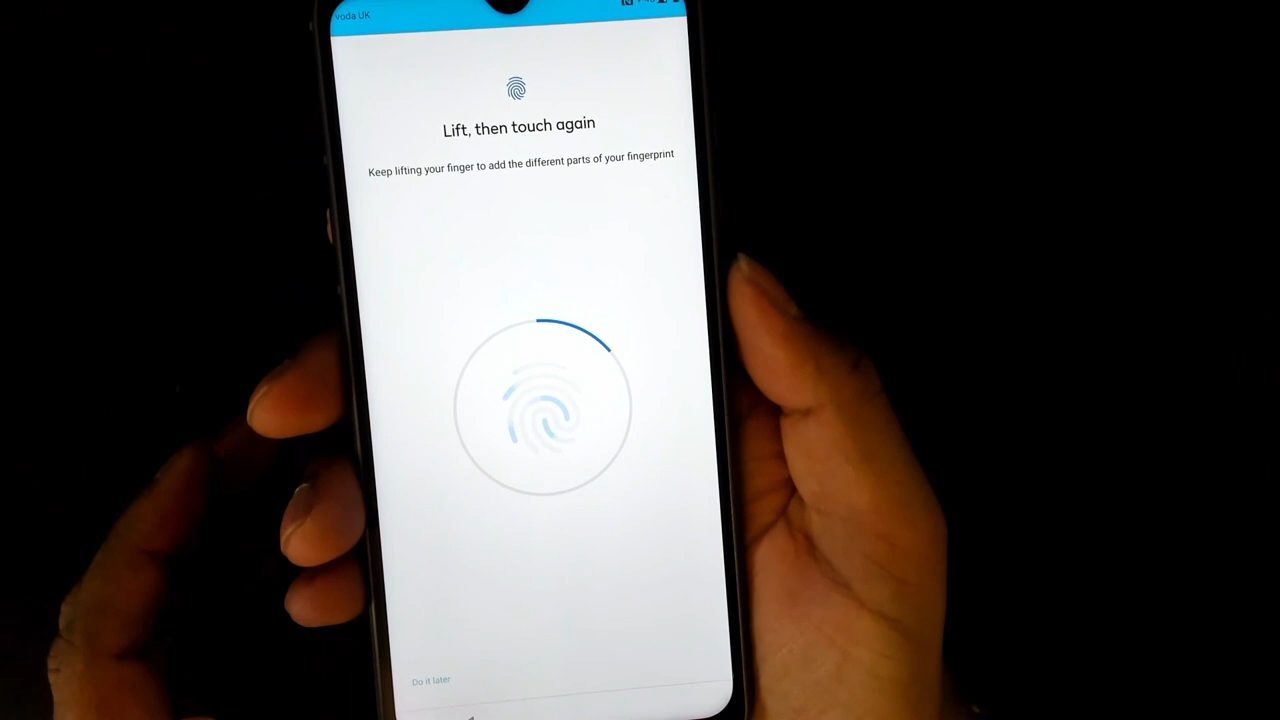 voda UK
Lift, then touch again
Keep lifting your finger to add the different parts of your fingerprint
Do it later